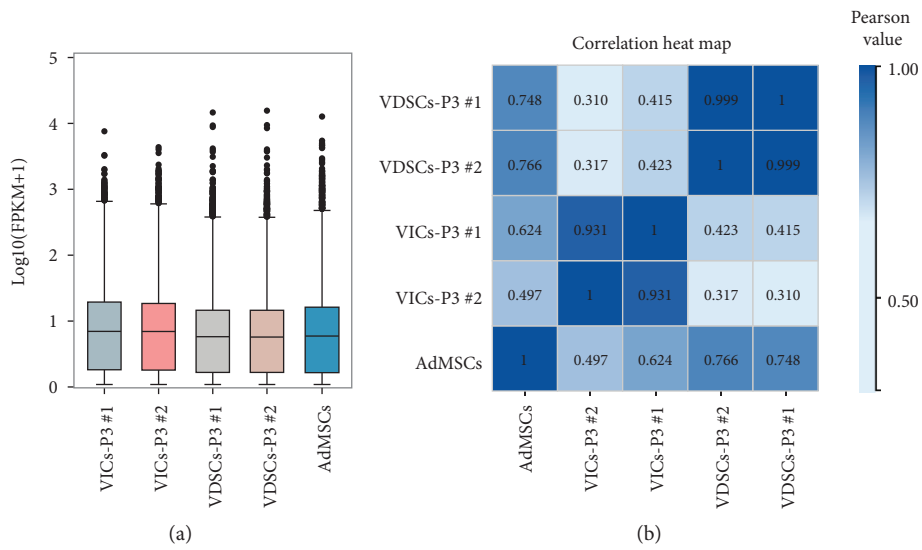 5
4
3
2
1
0
Log10(FPKM+1)
VICs-P3 #1
VICs-P3 #2
VDSCs-P3 #1
VDSCs-P3 #2
AdMSCs
(a)
Correlation heat map
VDSCs-P3 #1 0.748 0.310 0.415 0.999 1
VDSCs-P3 #2 0.766 0.317 0.423 1 0.999
VICs-P3 #1 0.624 0.931 1 0.423 0.415
VICs-P3 #2 0.497 1 0.931 0.317 0.310
AdMSCs 1 0.497 0.624 0.766 0.748
AdMSCs
VICs-P3 #2
VICs-P3 #1
VDSCs-P3 #2
VDSCs-P3 #1
Pearson
value
1.00
0.50
(b)